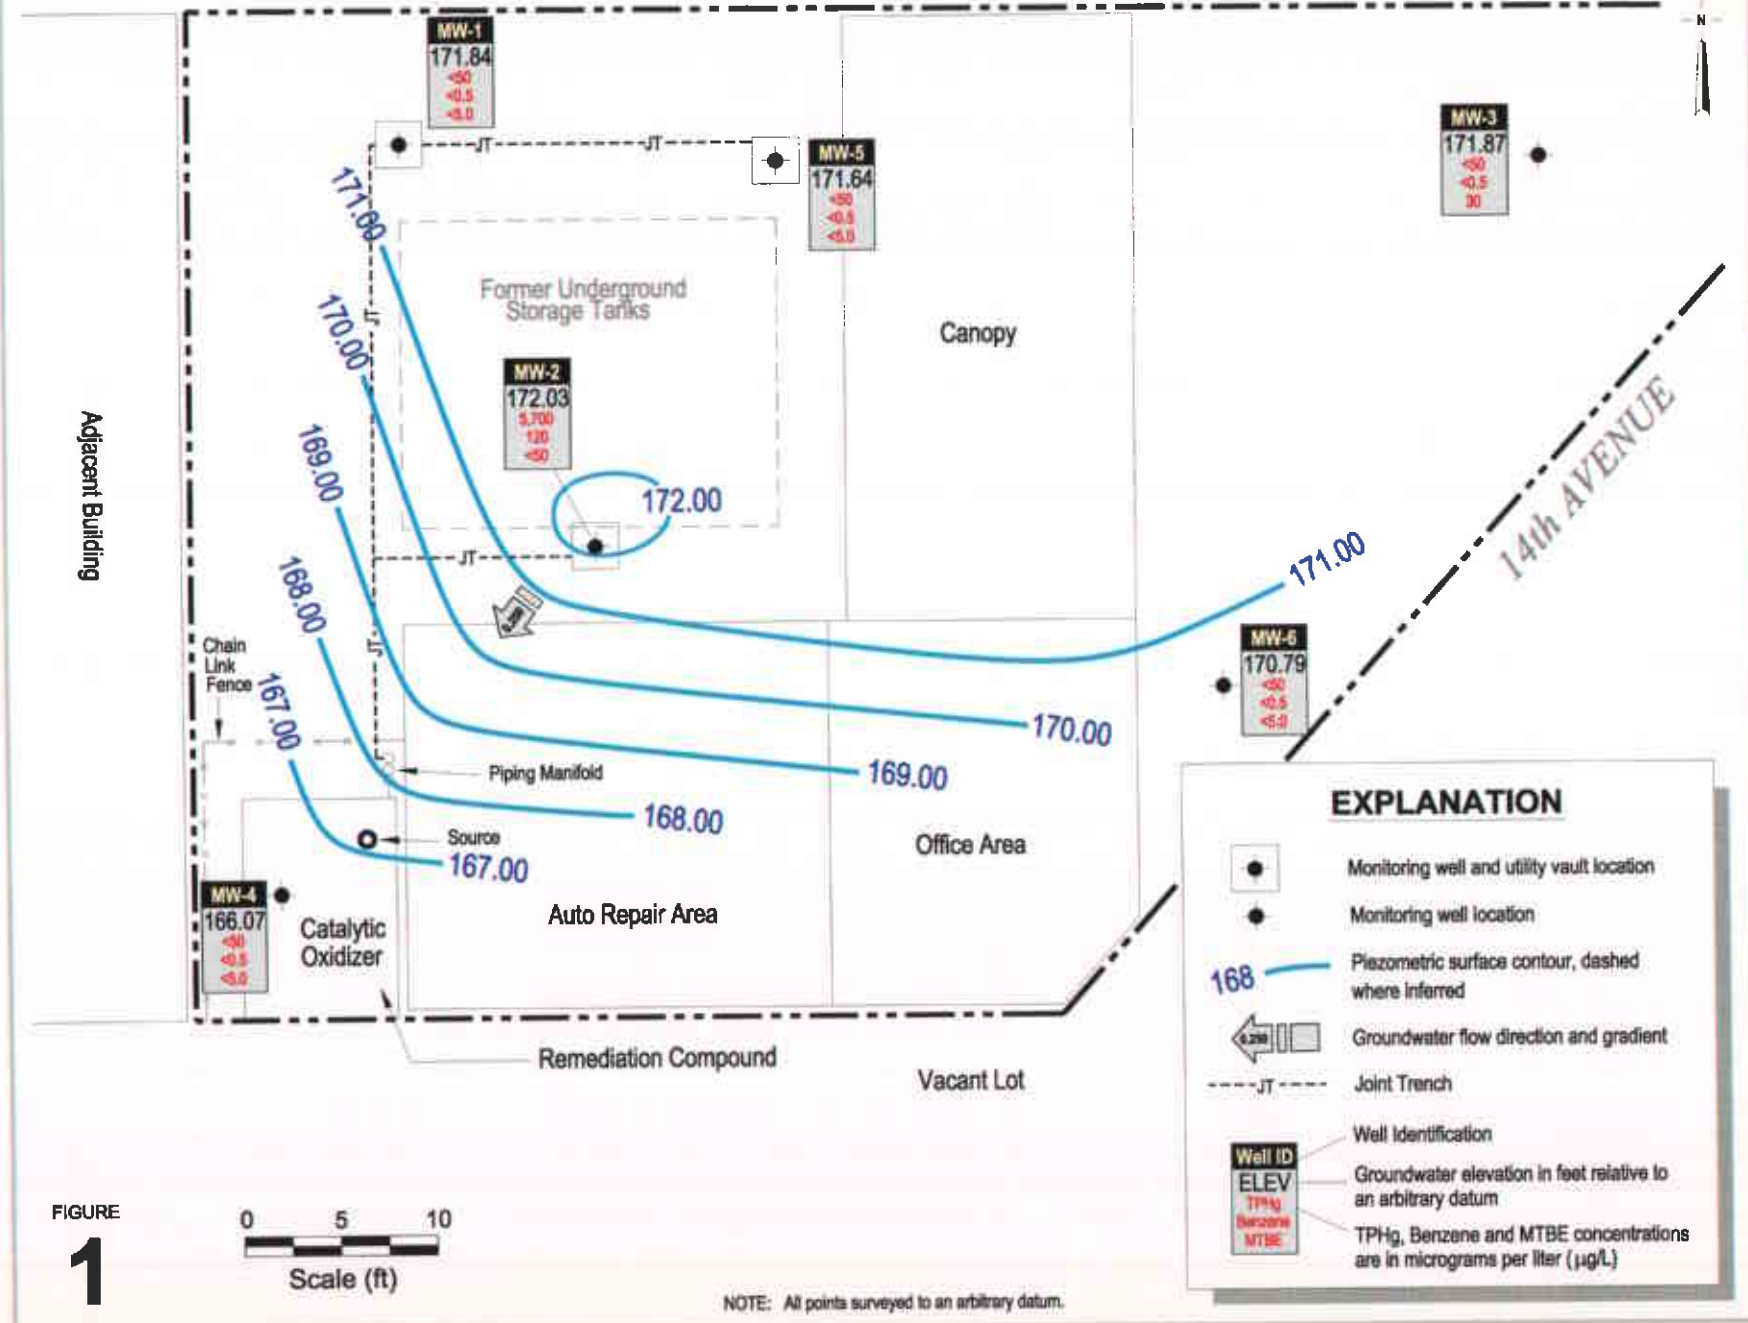 N
MW-1
171.84
<50
<0.5
<5.0
MW-5
171.64
<50
<0.5
<5.0
MW-3
171.87
<50
<0.5
30
JT
JT
171.00
Former Underground
Storage Tanks
JT
170.00
Canopy
MW-2
172.03
5,700
120
<50
172.00
Adjacent Building
169.00
14th AVENUE
JT
171.00
168.00
Chain
Link
Fence
JT
MW-6
170.79
<50
<0.5
<5.0
167.00
170.00
Piping Manifold
169.00
168.00
Source
167.00
Office Area
MW-4
166.07
<50
<0.5
<5.0
Catalytic
Oxidizer
Auto Repair Area
Remediation Compound
Vacant Lot
EXPLANATION
Monitoring well and utility vault location
Monitoring well location
168
Piezometric surface contour, dashed
where inferred
Groundwater flow direction and gradient
JT
Joint Trench
Well Identification
Well ID
ELEV
TPHg
Benzene
MTBE
Groundwater elevation in feet relative to
an arbitrary datum
TPHg, Benzene and MTBE concentrations
are in micrograms per liter (µg/L)
FIGURE
1
0 5 10
Scale (ft)
NOTE: All points surveyed to an arbitrary datum.